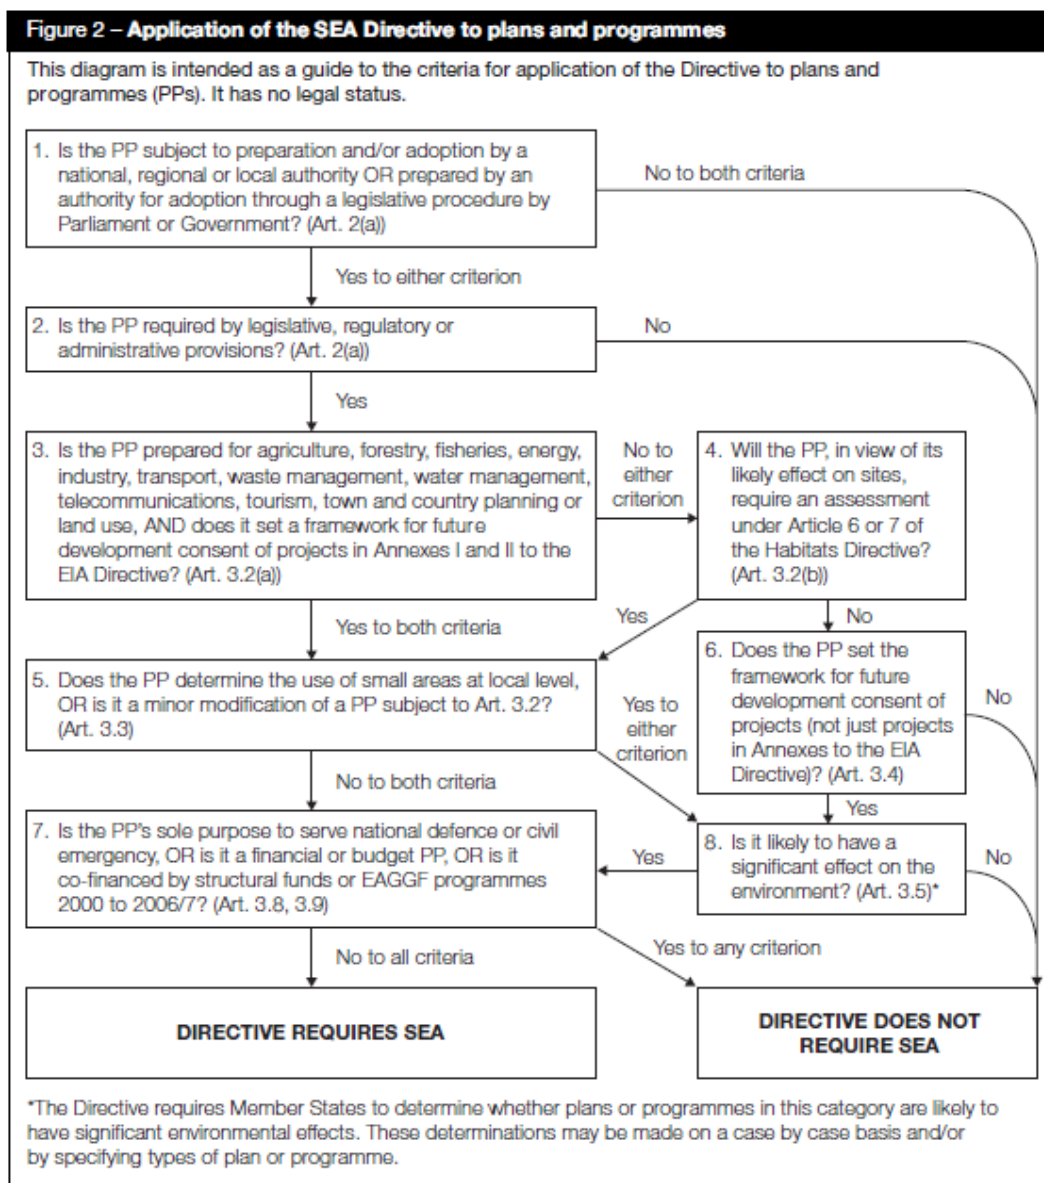 Figure 2 – Application of the SEA Directive to plans and programmes
This diagram is intended as a guide to the criteria for application of the Directive to plans and
programmes (PPs). It has no legal status.
1. Is the PP subject to preparation and/or adoption by a
national, regional or local authority OR prepared by an
authority for adoption through a legislative procedure by
Parliament or Government? (Art. 2(a))
No to both criteria
Yes to either criterion
2. Is the PP required by legislative, regulatory or
administrative provisions? (Art. 2(a))
No
Yes
3. Is the PP prepared for agriculture, forestry, fisheries, energy,
industry, transport, waste management, water management,
telecommunications, tourism, town and country planning or
land use, AND does it set a framework for future
development consent of projects in Annexes I and II to the
EIA Directive? (Art. 3.2(a))
No to
either
criterion
4. Will the PP, in view of its
likely effect on sites,
require an assessment
under Article 6 or 7 of
the Habitats Directive?
(Art. 3.2(b))
Yes to both criteria
Yes
No
5. Does the PP determine the use of small areas at local level,
OR is it a minor modification of a PP subject to Art. 3.2?
(Art. 3.3)
Yes to
either
criterion
6. Does the PP set the
framework for future
development consent of
projects (not just projects
in Annexes to the EIA
Directive)? (Art. 3.4)
No
No to both criteria
Yes
7. Is the PP's sole purpose to serve national defence or civil
emergency, OR is it a financial or budget PP, OR is it
co-financed by structural funds or EAGGF programmes
2000 to 2006/7? (Art. 3.8, 3.9)
Yes
8. Is it likely to have a
significant effect on the
environment? (Art. 3.5)*
No
No to all criteria
Yes to any criterion
DIRECTIVE REQUIRES SEA
DIRECTIVE DOES NOT
REQUIRE SEA
*The Directive requires Member States to determine whether plans or programmes in this category are likely to
have significant environmental effects. These determinations may be made on a case by case basis and/or
by specifying types of plan or programme.